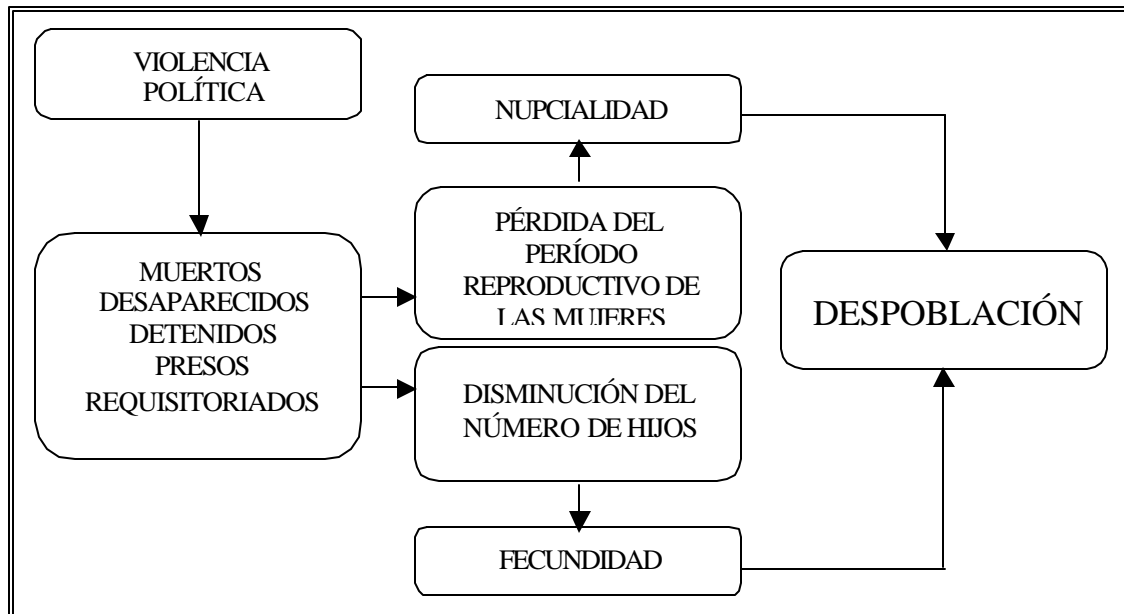 VIOLENCIA
POLÍTICA
MUERTOS
DESAPARECIDOS
DETENIDOS
PRESOS
REQUISITORIADOS
NUPCIALIDAD
PÉRDIDA DEL
PERÍODO
REPRODUCTIVO DE
LAS MUJERES
DISMINUCIÓN DEL
NÚMERO DE HIJOS
FECUNDIDAD
DESPOBLACIÓN